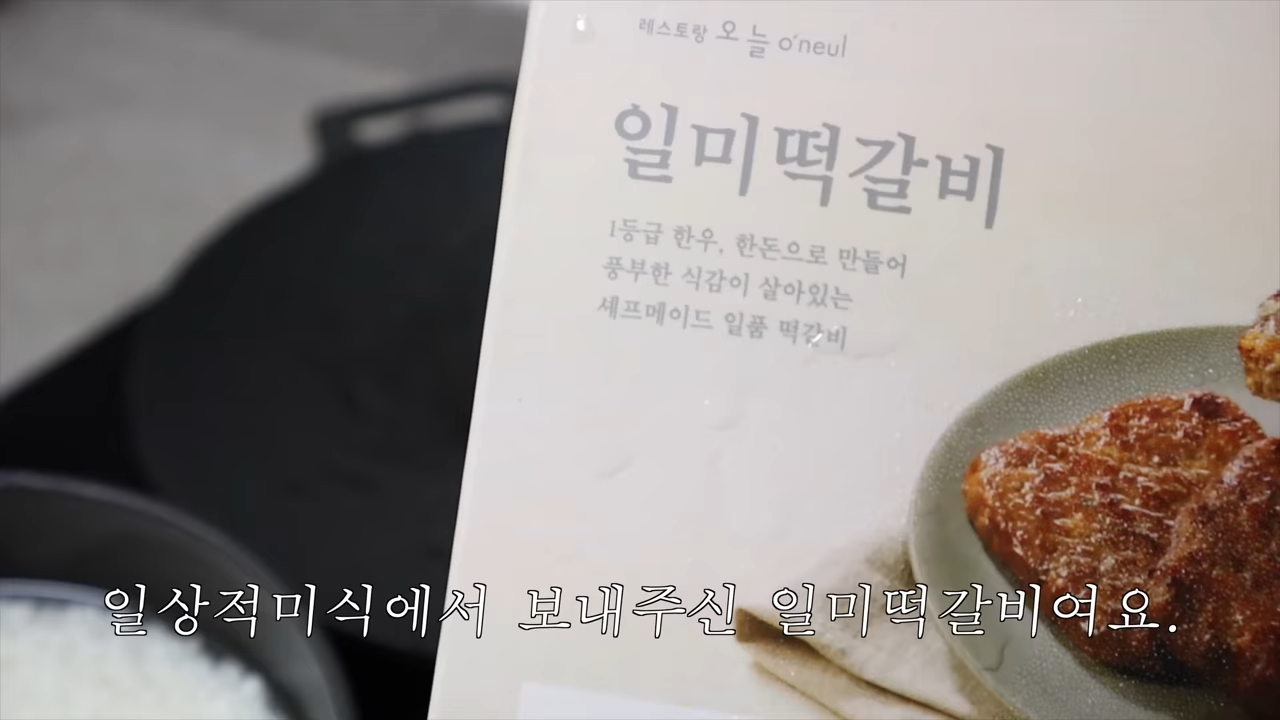 레스토랑 오늘 o'neul
일미떡갈비
1등급 한우, 한돈으로 만들어
풍부한 식감이 살아있는
셰프메이드 일품 떡갈비
일상적미식에서 보내주신 일미떡갈비여요.